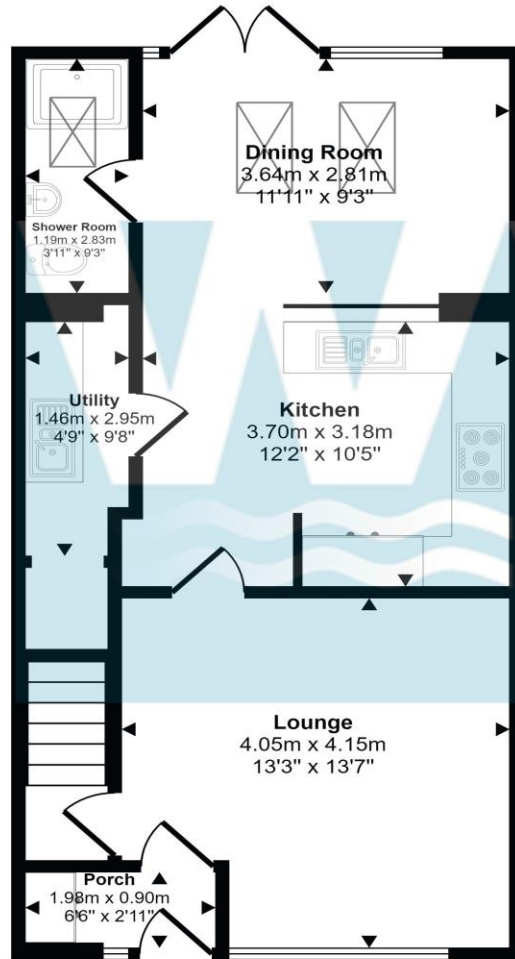 Dining Room
3.64m x 2.81m
11'11" x 9'3"
Shower Room
1.19m x 2.83m
3'11" x 9'3"
Utility
1.46m x 2.95m
4'9" x 9'8"
Kitchen
3.70m x 3.18m
12'2" x 10'5"
Lounge
4.05m x 4.15m
13'3" x 13'7"
Porch
1.98m x 0.90m
6'6" x 2'11"
W